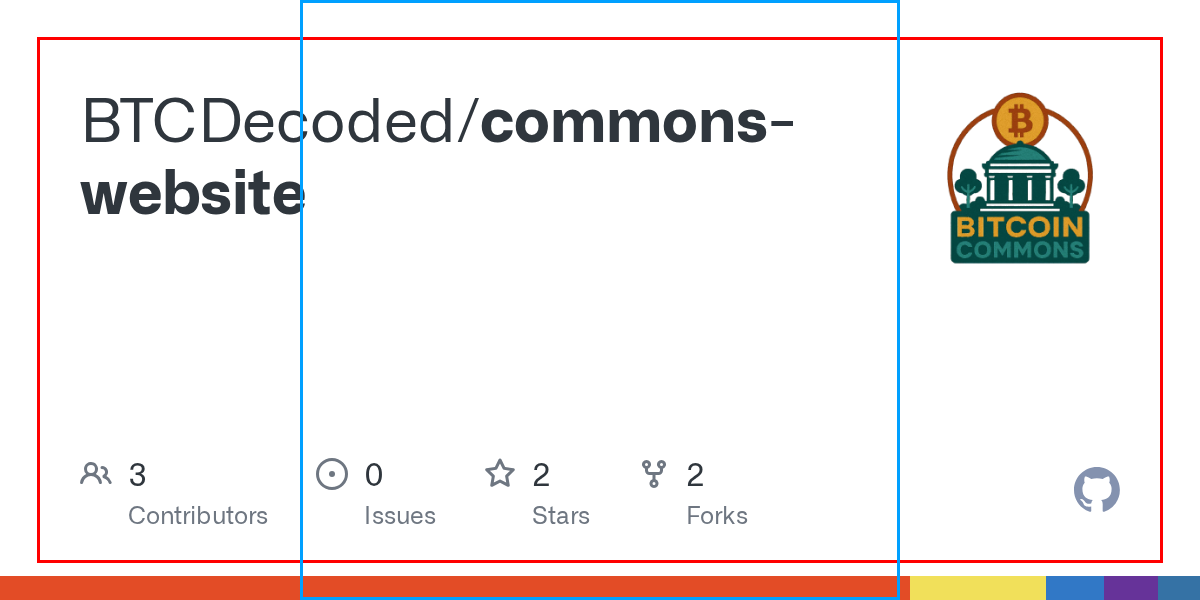 BTCDecoded/commons-
website
BITCOIN
COMMONS
3
Contributors
0
Issues
2
Stars
2
Forks